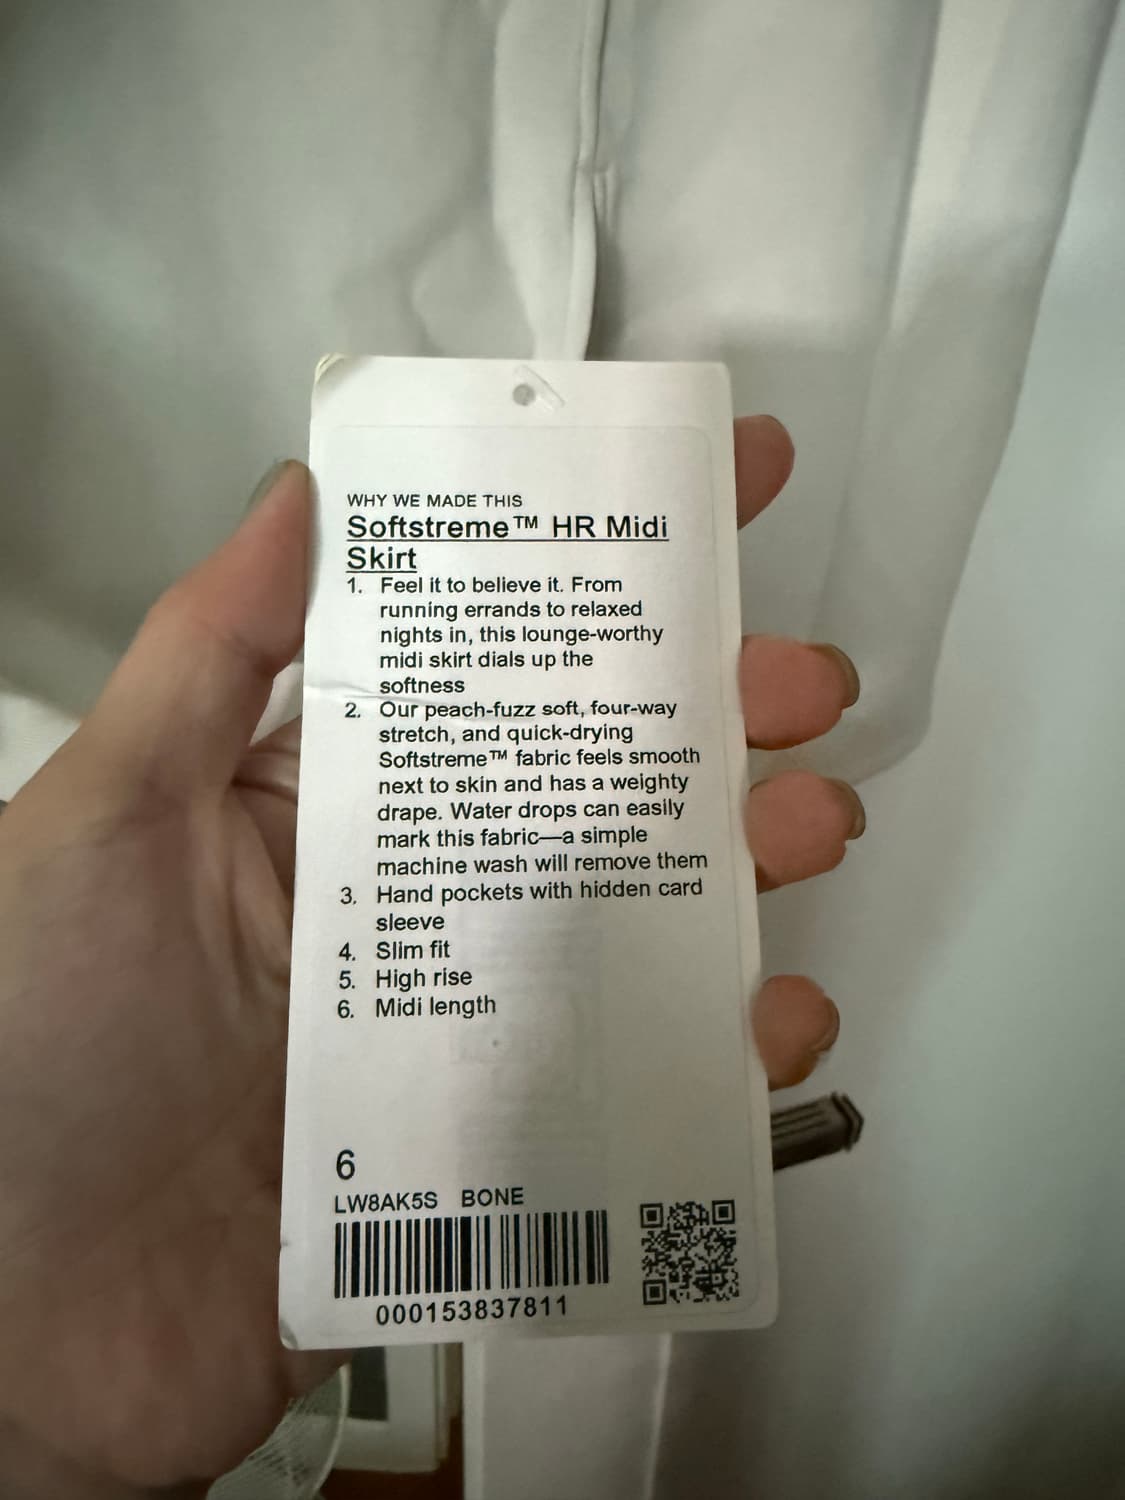 WHY WE MADE THIS
Softstreme™ HR Midi
Skirt
1. Feel it to believe it. From
running errands to relaxed
nights in, this lounge-worthy
midi skirt dials up the
softness
2. Our peach-fuzz soft, four-way
stretch, and quick-drying
Softstreme™ fabric feels smooth
next to skin and has a weighty
drape. Water drops can easily
mark this fabric—a simple
machine wash will remove them
3. Hand pockets with hidden card
sleeve
4. Slim fit
5. High rise
6. Midi length
6
LW8AK5S BONE
000153837811